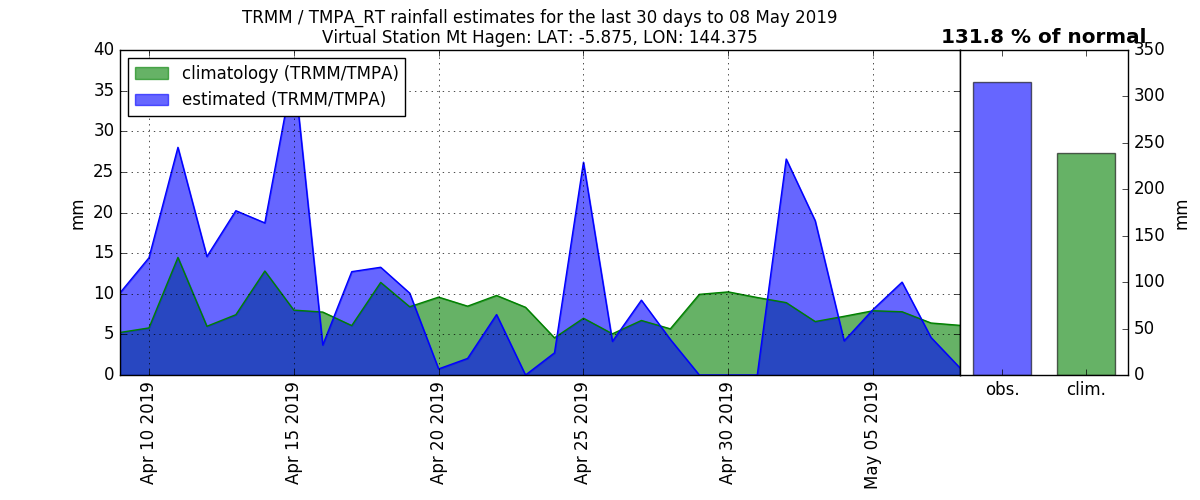 TRMM / TMPA_RT rainfall estimates for the last 30 days to 08 May 2019
Virtual Station Mt Hagen: LAT: -5.875, LON: 144.375
131.8 % of normal
climatology (TRMM/TMPA)
estimated (TRMM/TMPA)
40
35
30
25
20
15
10
5
0
mm
Apr 10 2019
Apr 15 2019
Apr 20 2019
Apr 25 2019
Apr 30 2019
May 05 2019
350
300
250
200
150
100
50
0
mm
obs.
clim.